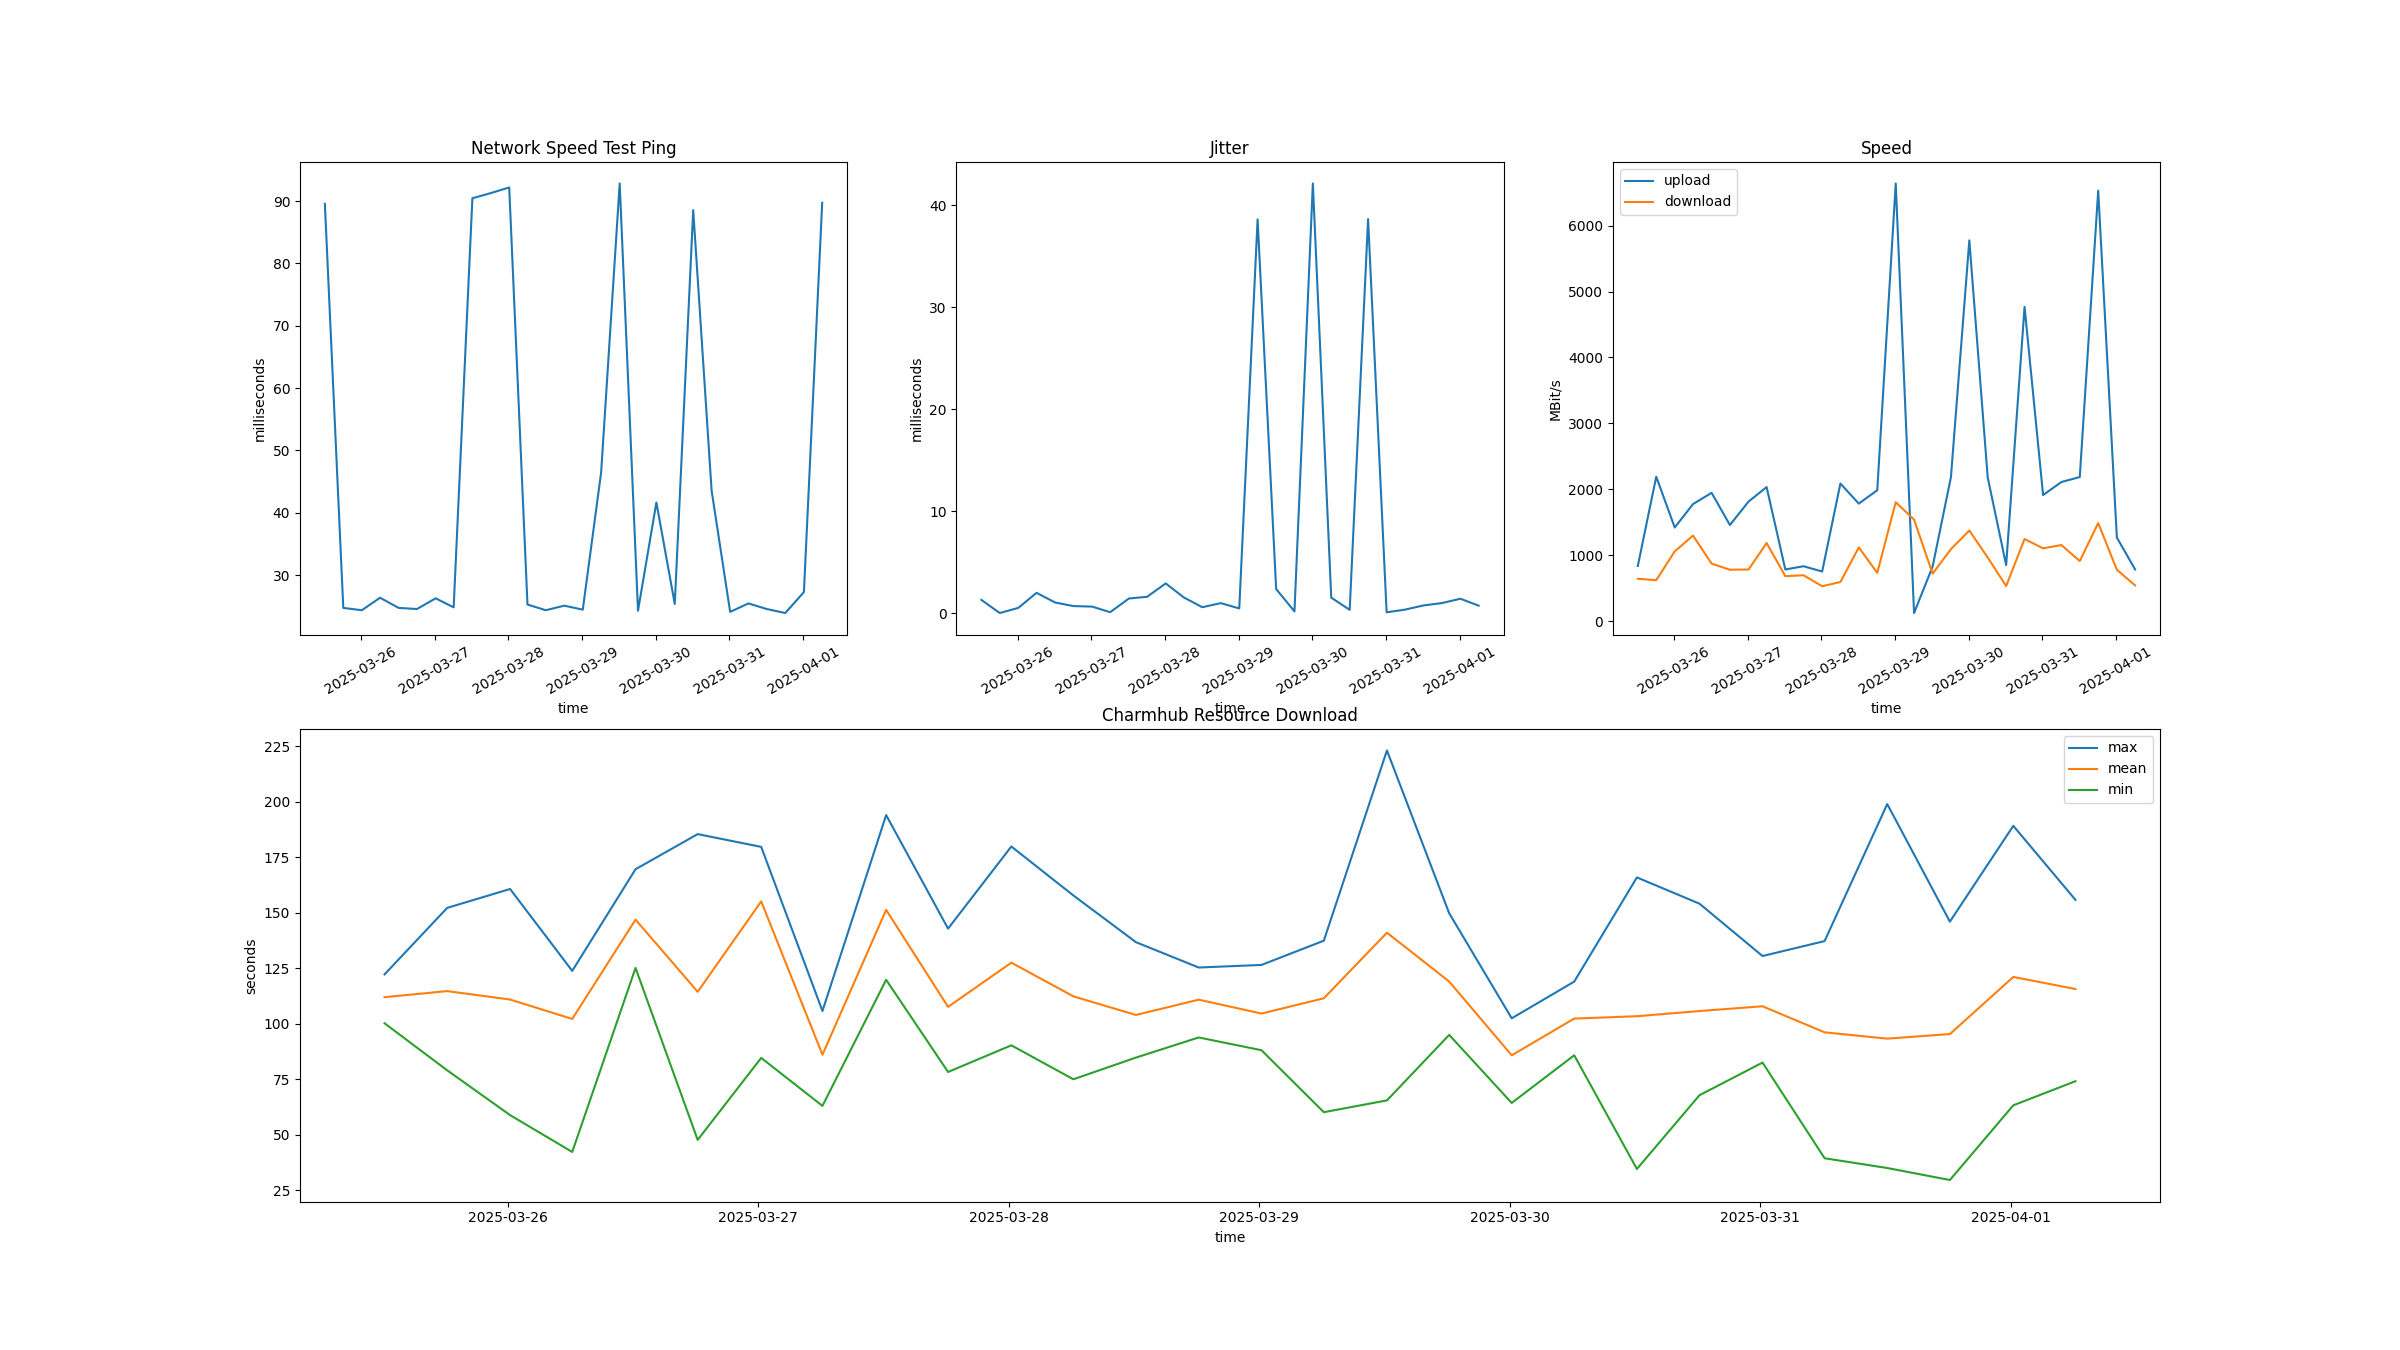 Network Speed Test Ping
milliseconds
90
80
70
60
50
40
30
2025-03-26 2025-03-27 2025-03-28 2025-03-29 2025-03-30 2025-03-31 2025-04-01
time
Jitter
milliseconds
40
30
20
10
0
2025-03-26 2025-03-27 2025-03-28 2025-03-29 2025-03-30 2025-03-31 2025-04-01
time
Speed
upload
download
MBit/s
6000
5000
4000
3000
2000
1000
0
2025-03-26 2025-03-27 2025-03-28 2025-03-29 2025-03-30 2025-03-31 2025-04-01
time
Charmhub Resource Download
max
mean
min
seconds
225
200
175
150
125
100
75
50
25
2025-03-26 2025-03-27 2025-03-28 2025-03-29 2025-03-30 2025-03-31 2025-04-01
time